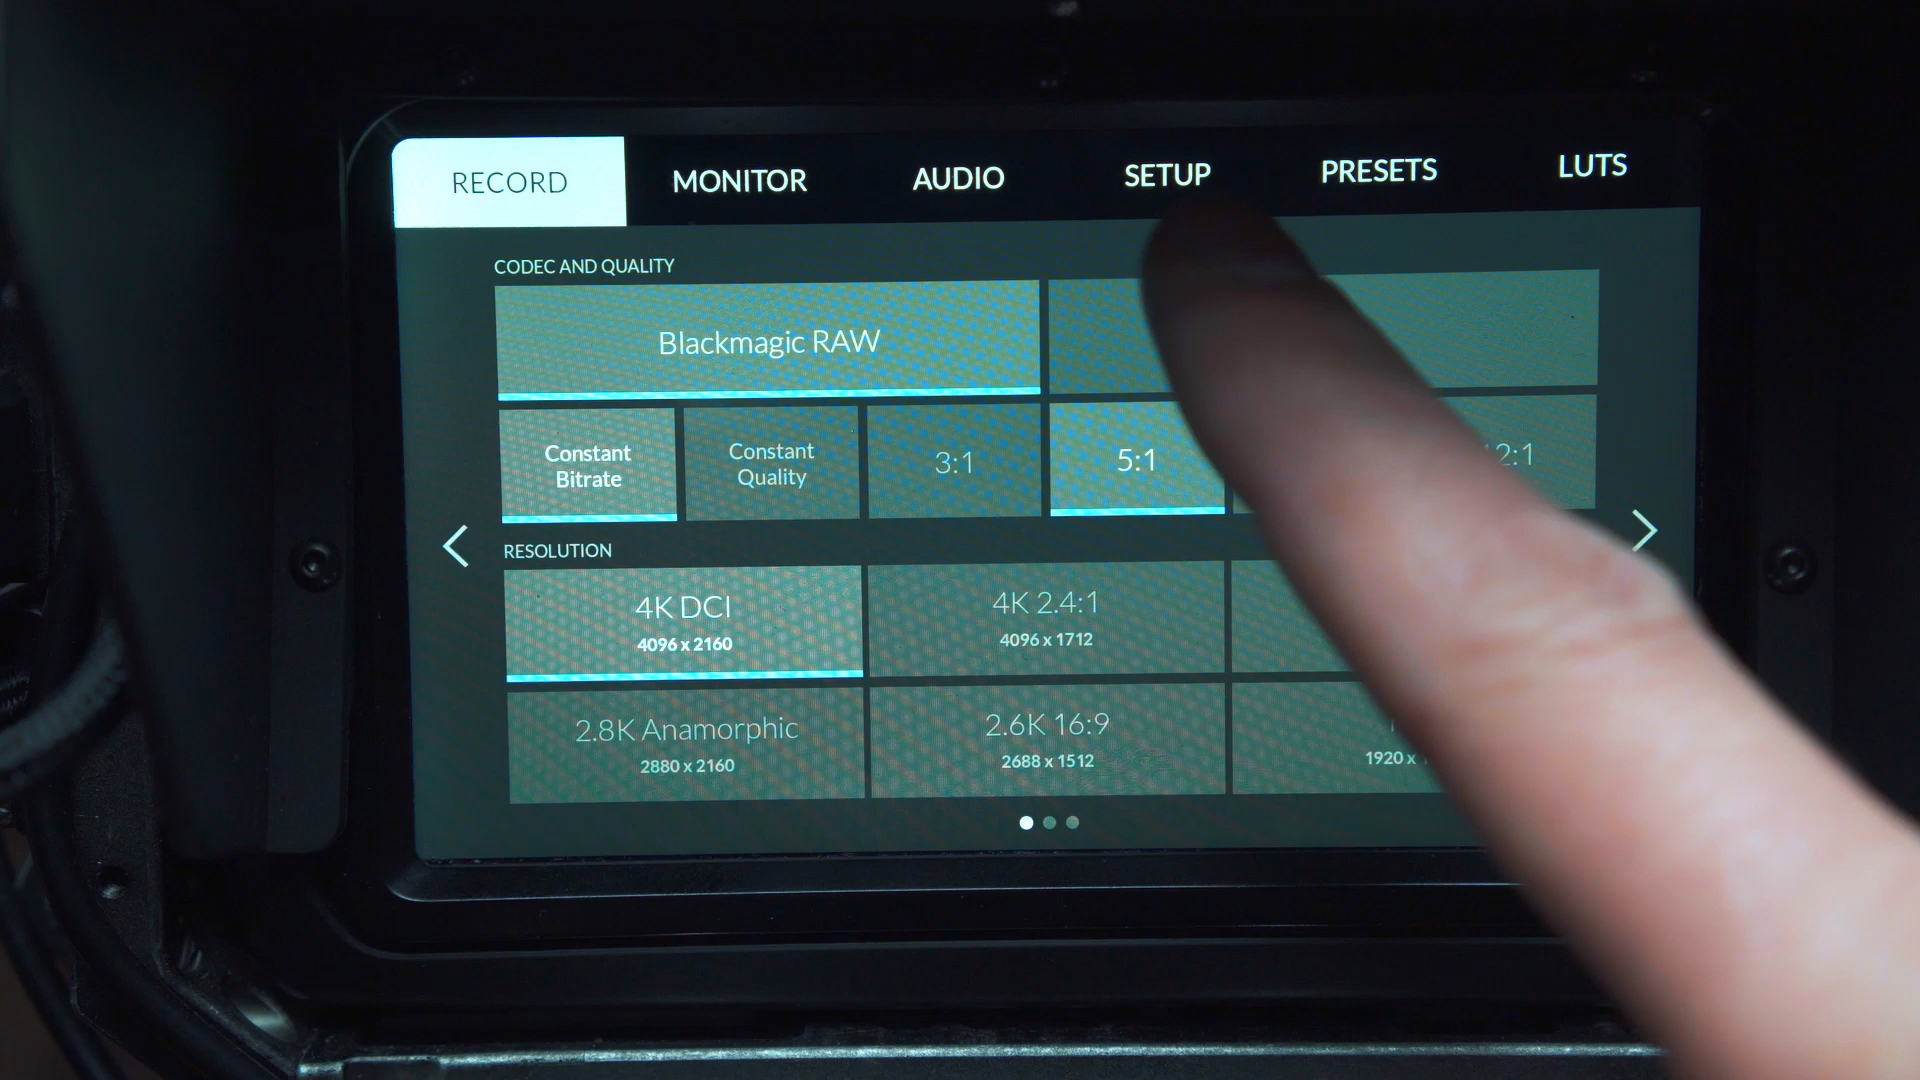 RECORD MONITOR AUDIO SETUP PRESETS LUTS
CODEC AND QUALITY
Blackmagic RAW
Constant
Bitrate
Constant
Quality
3:1
5:1
RESOLUTION
4K DCI
4096 x 2160
4K 2.4:1
4096 x 1712
2.8K Anamorphic
2880 x 2160
2.6K 16:9
2688 x 1512
1920 x